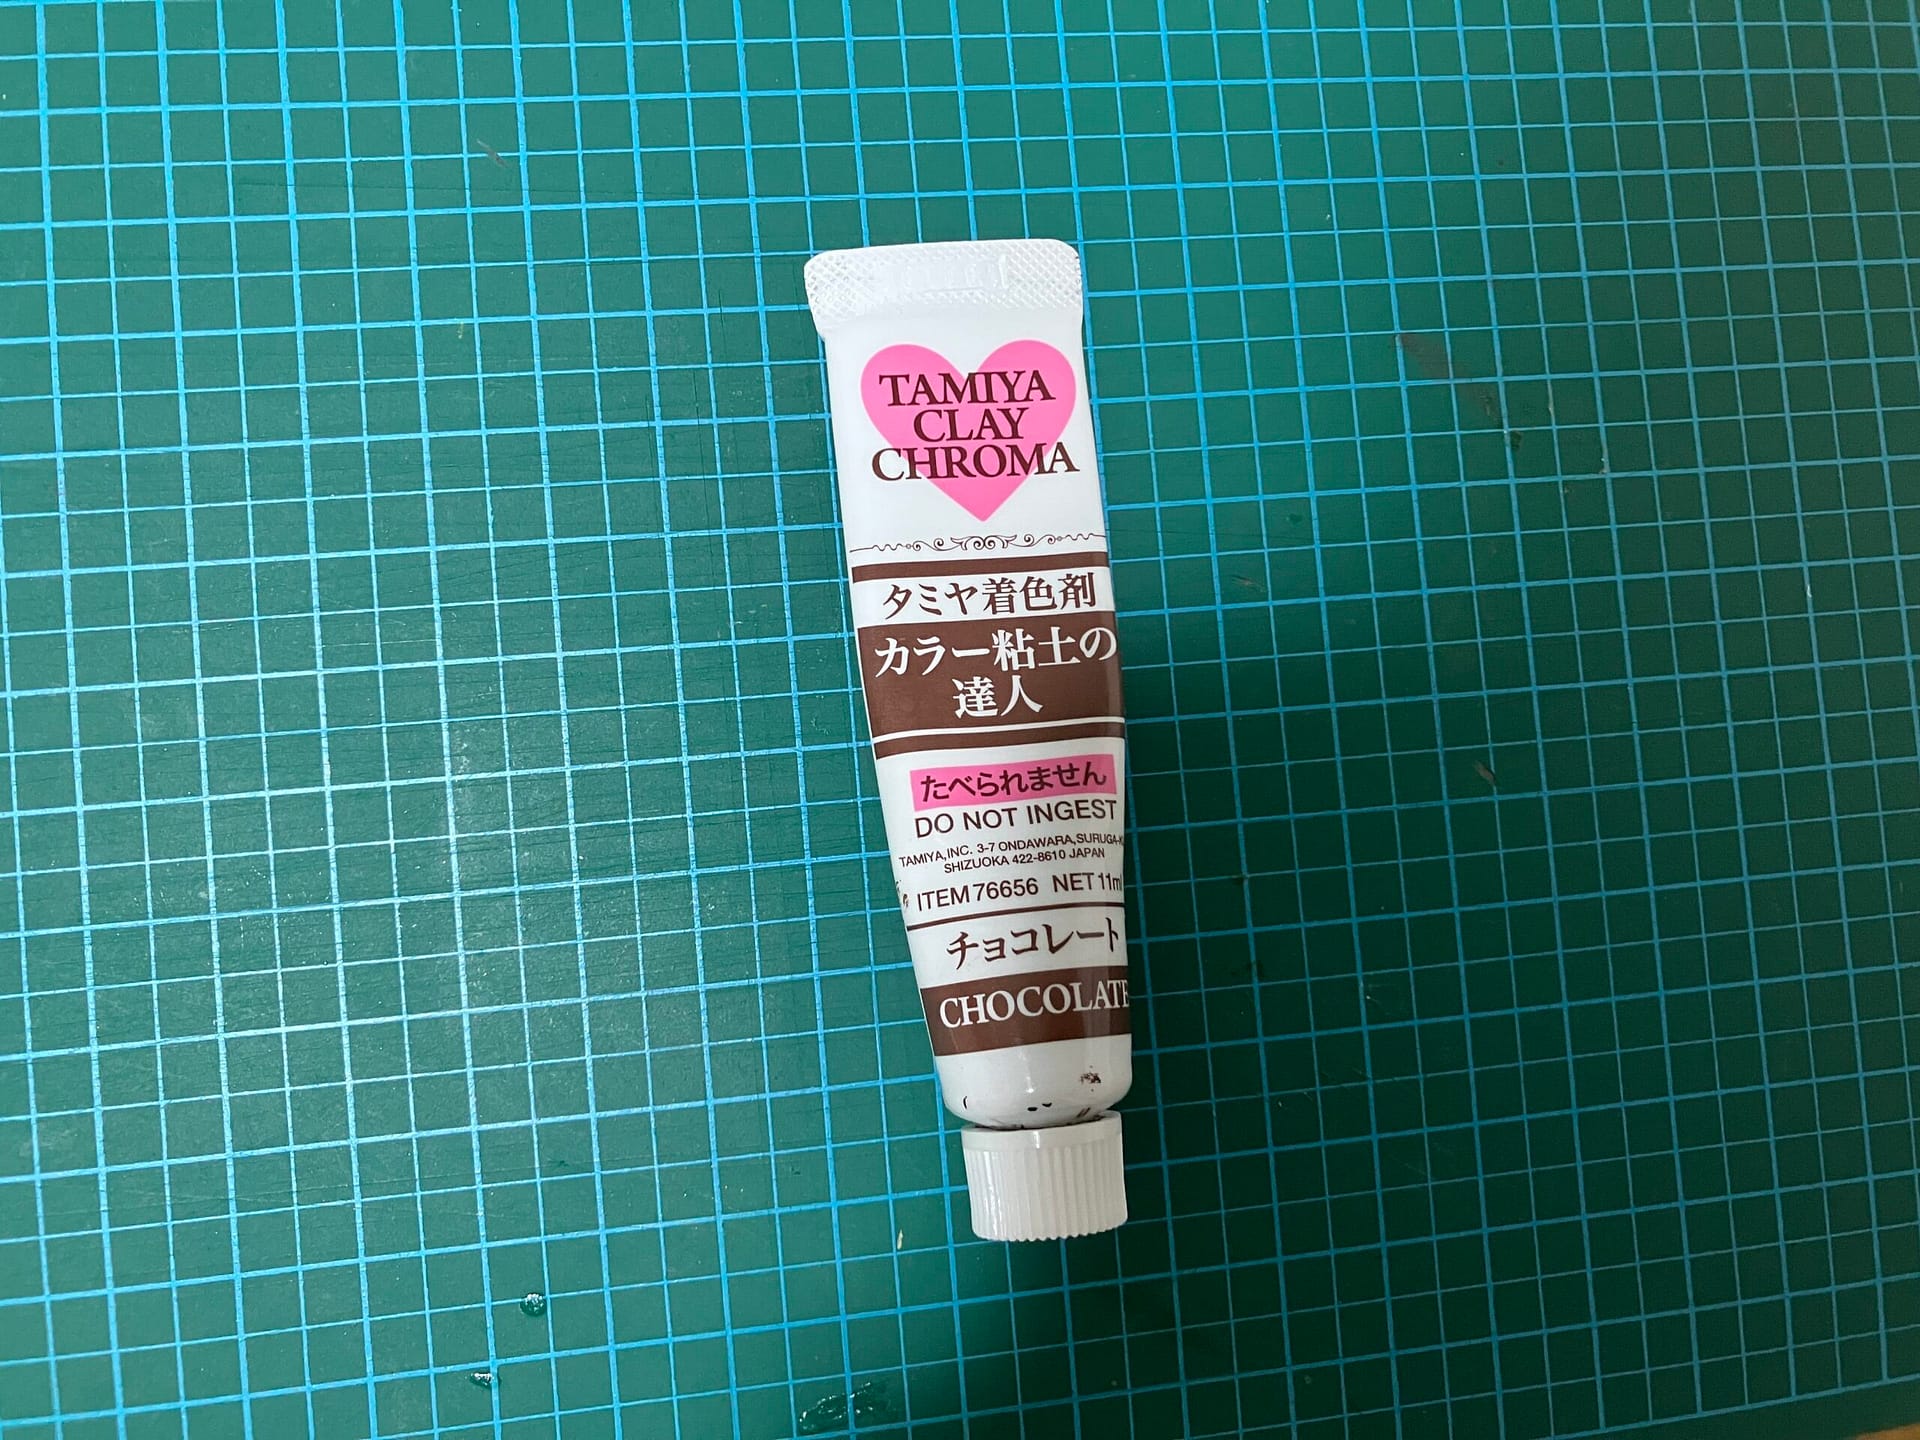 TAMIYA
CLAY
CHROMA
タミヤ着色剤
カラー粘土の
達人
たべられません
DO NOT INGEST
TAMIYA,INC. 3-7 ONDAWARA,SURUGA-KU
SHIZUOKA 422-8610 JAPAN
ITEM 76656 NET 11ml
チョコレート
CHOCOLATE